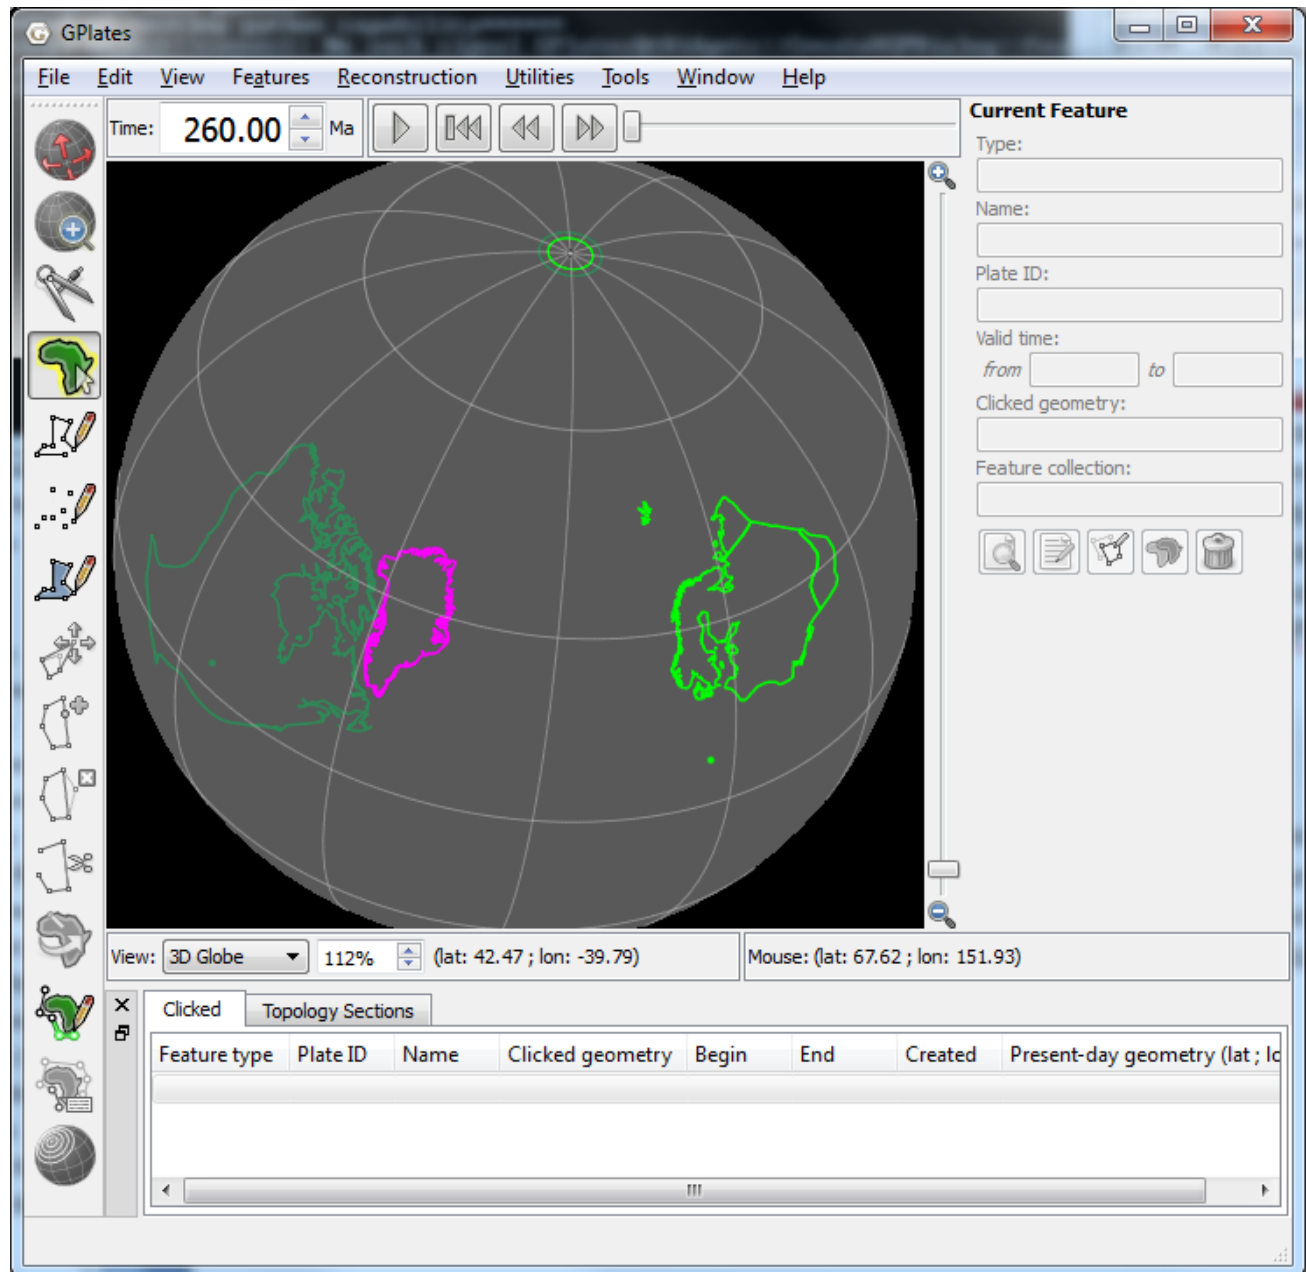 GPlates
File Edit View Features Reconstruction Utilities Tools Window Help
Time: 260.00 Ma
Current Feature
Type:
Name:
Plate ID:
Valid time:
from to
Clicked geometry:
Feature collection:
View: 3D Globe 112% (lat: 42.47 ; lon: -39.79) Mouse: (lat: 67.62 ; lon: 151.93)
Clicked Topology Sections
Feature type Plate ID Name Clicked geometry Begin End Created Present-day geometry (lat ; lc